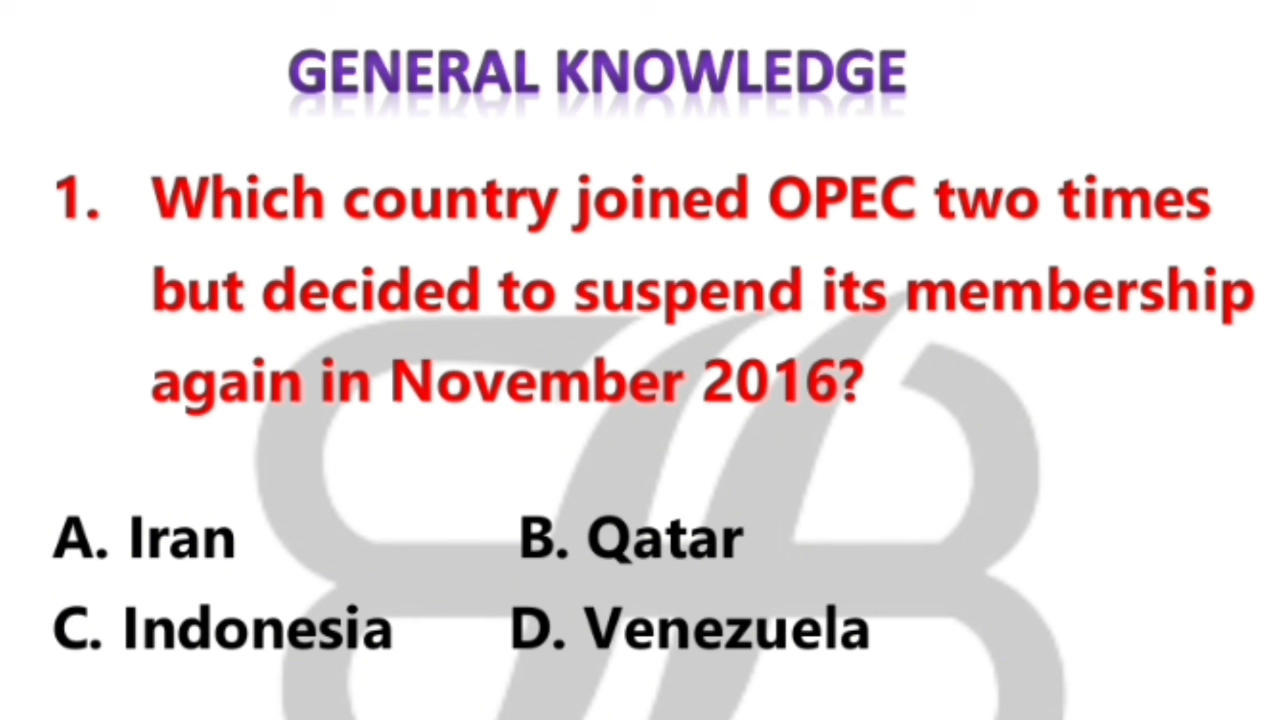 GENERAL KNOWLEDGE
1. Which country joined OPEC two times
but decided to suspend its membership
again in November 2016?
A. Iran B. Qatar
C. Indonesia D. Venezuela